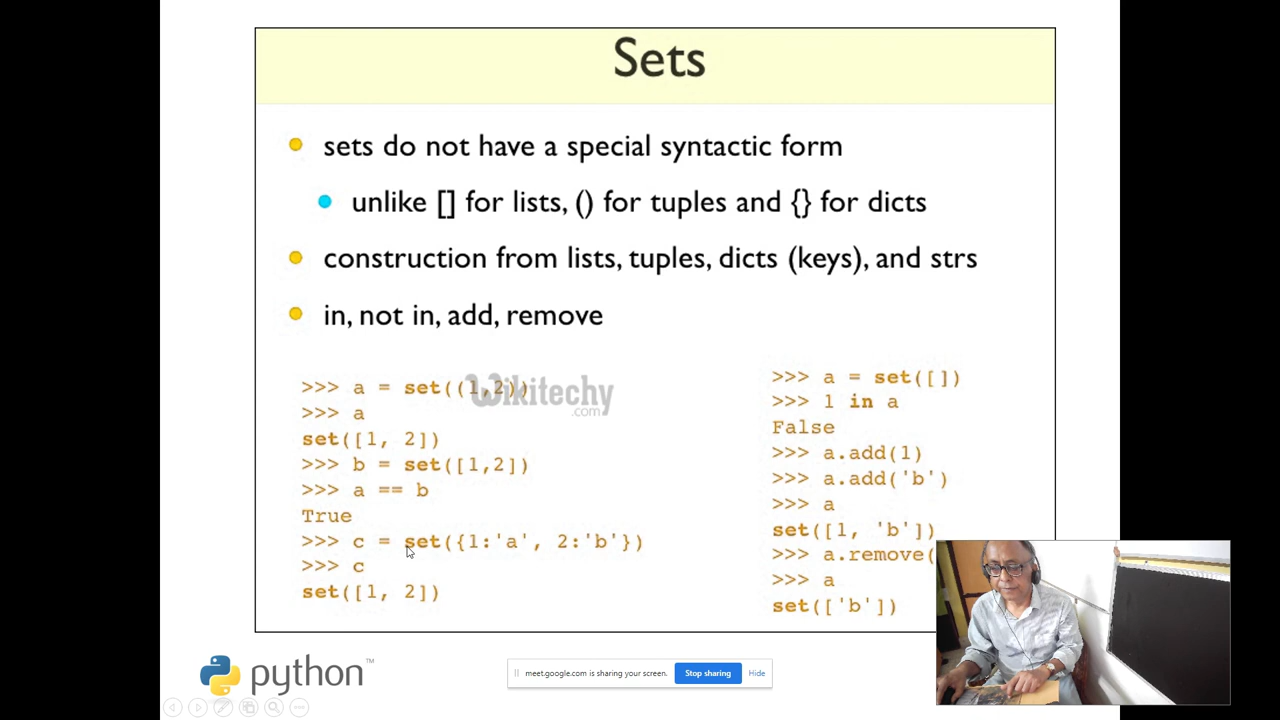 Sets
sets do not have a special syntactic form
unlike [] for lists, () for tuples and {} for dicts
construction from lists, tuples, dicts (keys), and strs
in, not in, add, remove
>>> a = set((1,2))
>>> a
set([1, 2])
>>> b = set([1,2])
>>> a == b
True
>>> c = set({1:'a', 2:'b'})
>>> c
set([1, 2])
Wikitechy
.com
>>> a = set([])
>>> 1 in a
False
>>> a.add(1)
>>> a.add('b')
>>> a
set([1, 'b'])
>>> a.remove(
>>> a
set(['b'])
python™
meet.google.com is sharing your screen.
Stop sharing
Hide